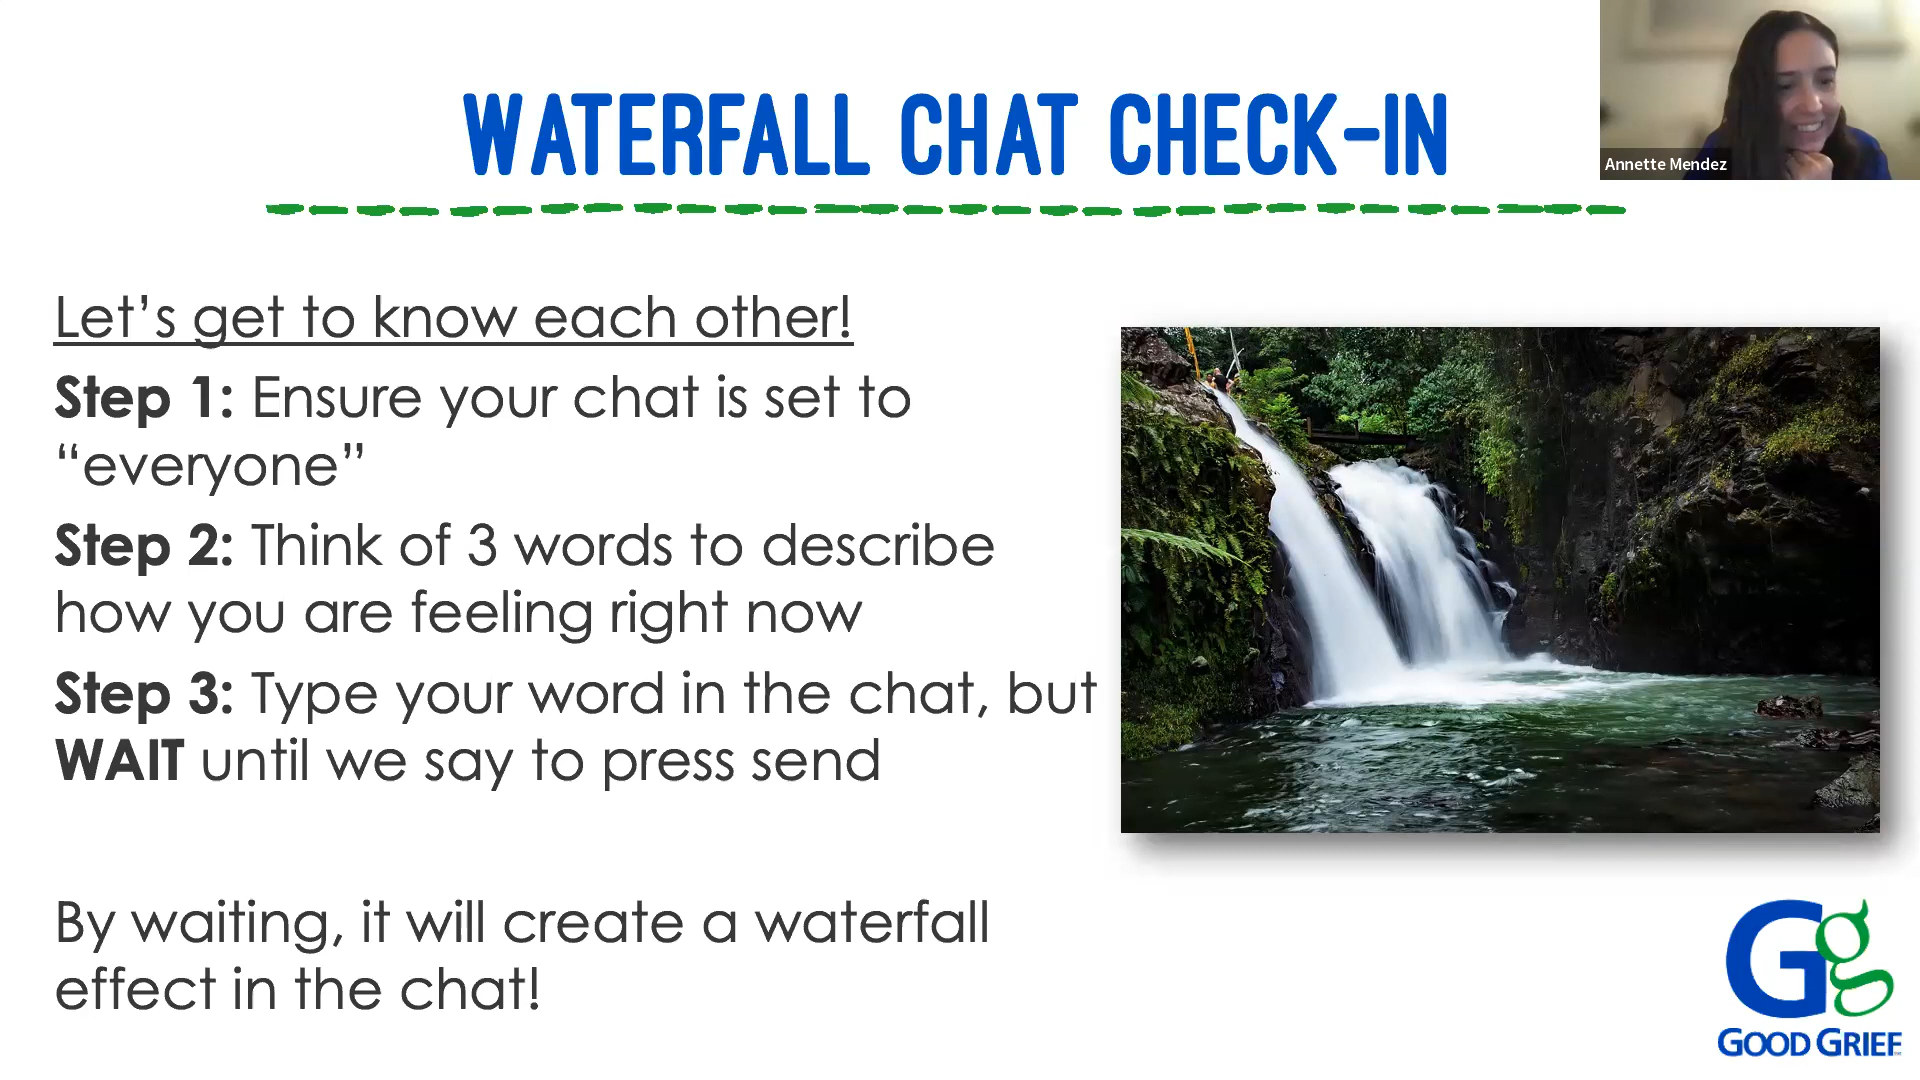 WATERFALL CHAT CHECK-IN
Annette Mendez
Let’s get to know each other!
Step 1: Ensure your chat is set to
“everyone”
Step 2: Think of 3 words to describe
how you are feeling right now
Step 3: Type your word in the chat, but
WAIT until we say to press send
By waiting, it will create a waterfall
effect in the chat!
Gg
GOOD GRIEF